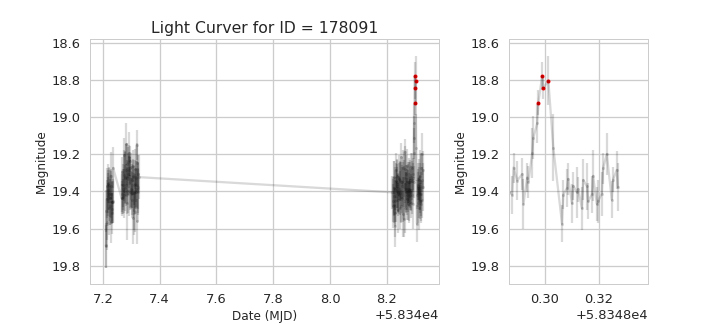 Light Curver for ID = 178091
Magnitude
18.6
18.8
19.0
19.2
19.4
19.6
19.8
7.2 7.4 7.6 7.8 8.0 8.2
Date (MJD)
+5.834e4
Magnitude
18.6
18.8
19.0
19.2
19.4
19.6
19.8
0.30 0.32
+5.8348e4